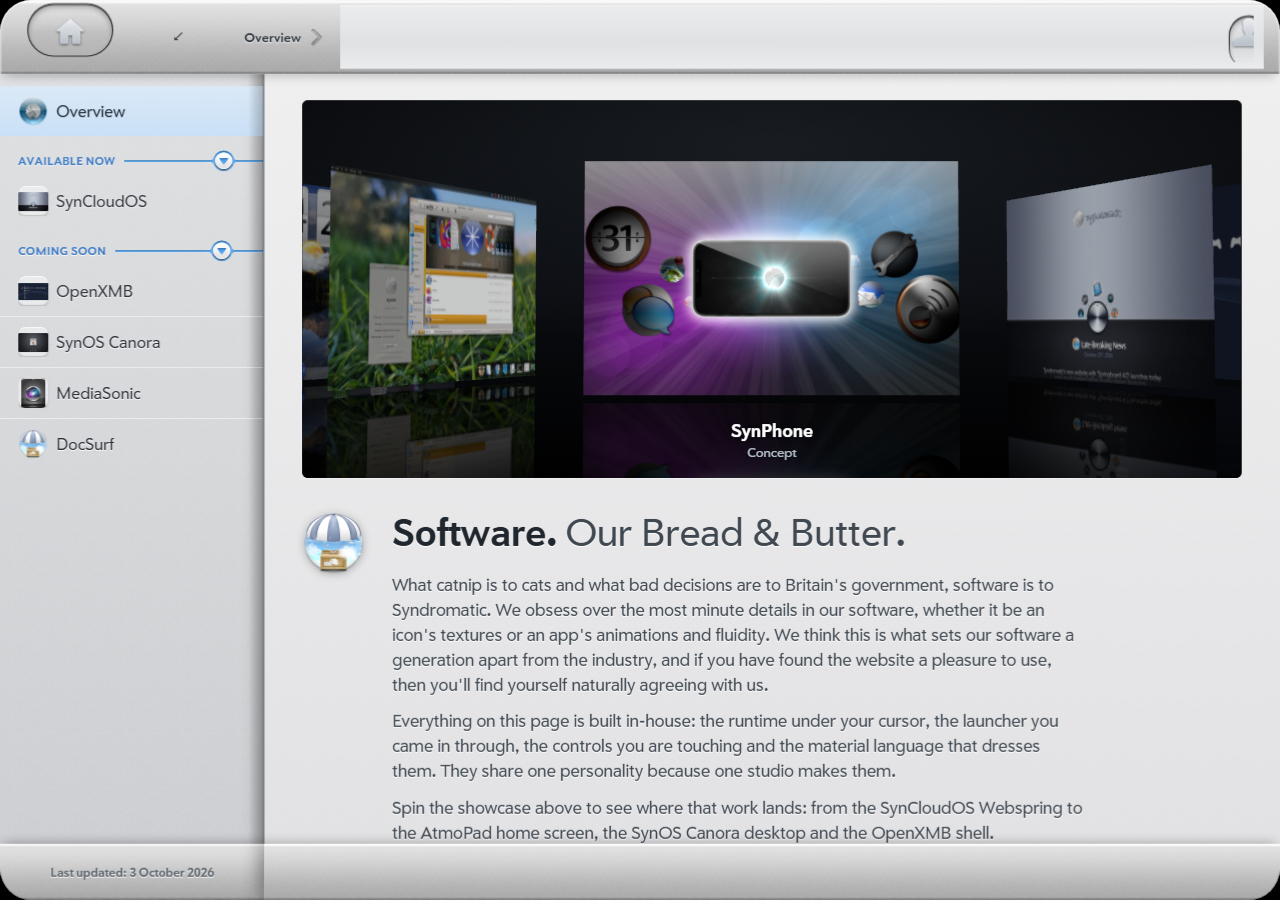 Overview
Overview
AVAILABLE NOW
SynCloudOS
COMING SOON
OpenXMB
SynOS Canora
MediaSonic
DocSurf
31
Late-Breaking News
SynPhone
Concept
Software. Our Bread & Butter.
What catnip is to cats and what bad decisions are to Britain's government, software is to
Syndromatic. We obsess over the most minute details in our software, whether it be an
icon's textures or an app's animations and fluidity. We think this is what sets our software a
generation apart from the industry, and if you have found the website a pleasure to use,
then you'll find yourself naturally agreeing with us.
Everything on this page is built in-house: the runtime under your cursor, the launcher you
came in through, the controls you are touching and the material language that dresses
them. They share one personality because one studio makes them.
Spin the showcase above to see where that work lands: from the SynCloudOS Webspring to
the AtmoPad home screen, the SynOS Canora desktop and the OpenXMB shell.
Last updated: 3 October 2026